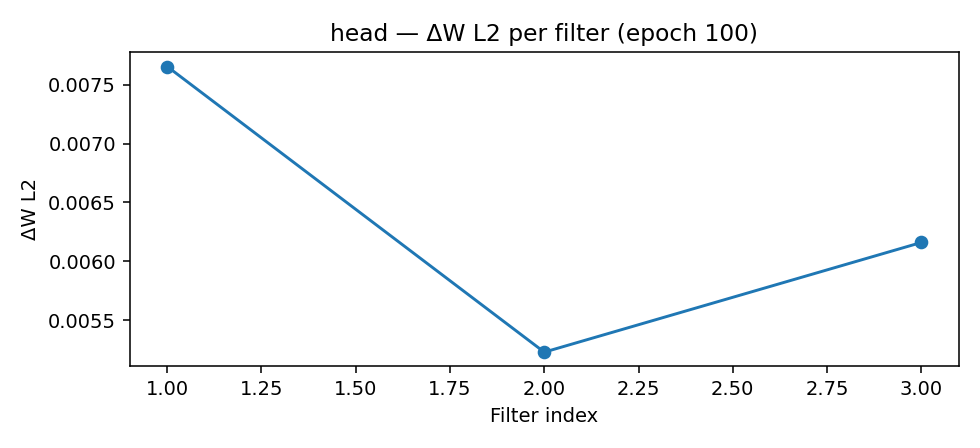 head — ΔW L2 per filter (epoch 100)
0.0075
0.0070
0.0065
0.0060
0.0055
ΔW L2
1.00 1.25 1.50 1.75 2.00 2.25 2.50 2.75 3.00
Filter index